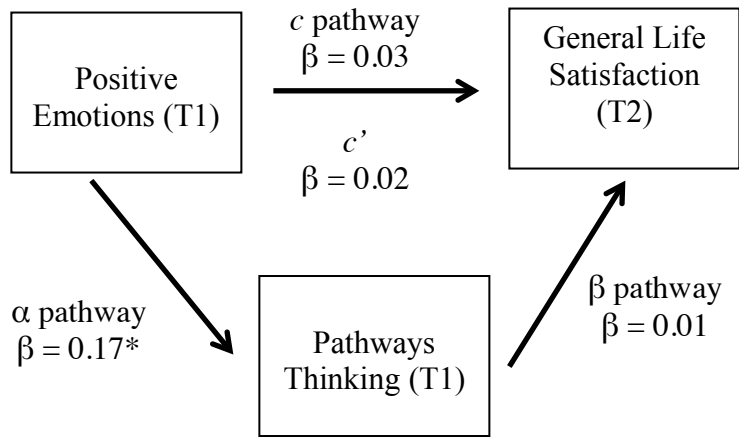 Positive
Emotions (T1)
c pathway
β = 0.03
c’
β = 0.02
General Life
Satisfaction
(T2)
α pathway
β = 0.17*
Pathways
Thinking (T1)
β pathway
β = 0.01